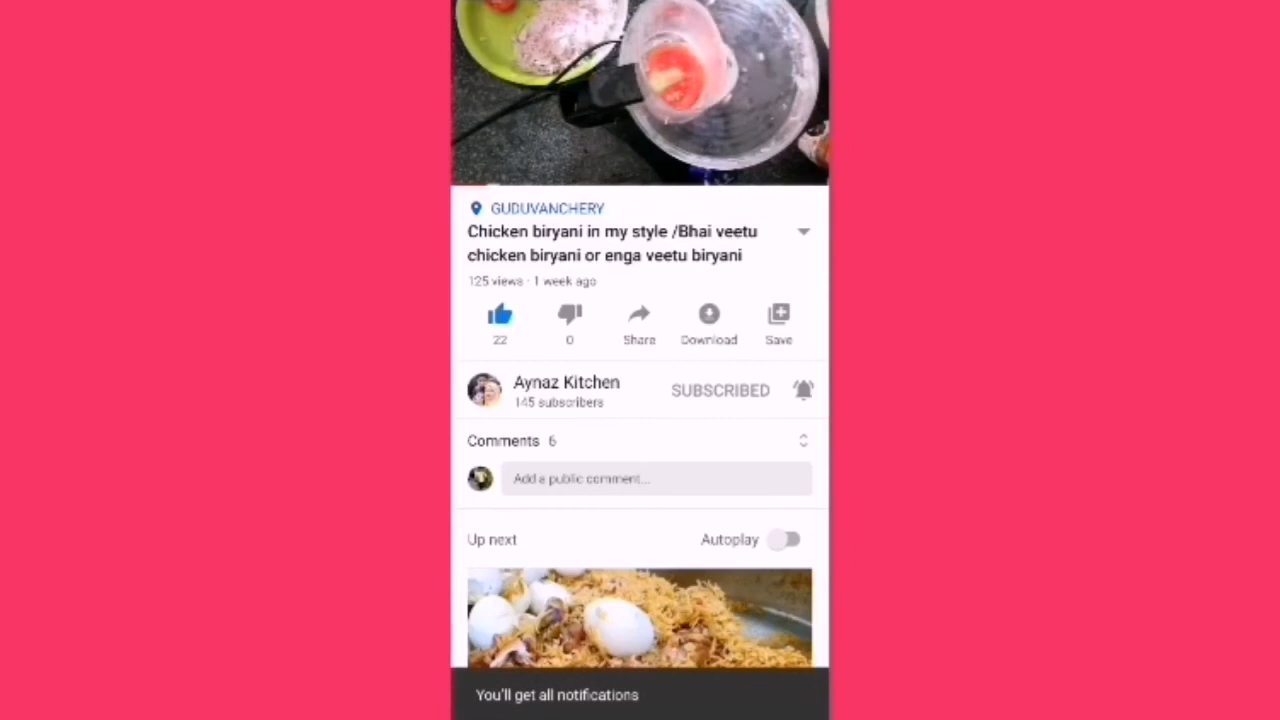 GUDUVANCHERY
Chicken biryani in my style /Bhai veetu
chicken biryani or enga veetu biryani
125 views · 1 week ago
22
0
Share
Download
Save
Aynaz Kitchen
145 subscribers
SUBSCRIBED
Comments 6
Add a public comment...
Up next
Autoplay
You'll get all notifications